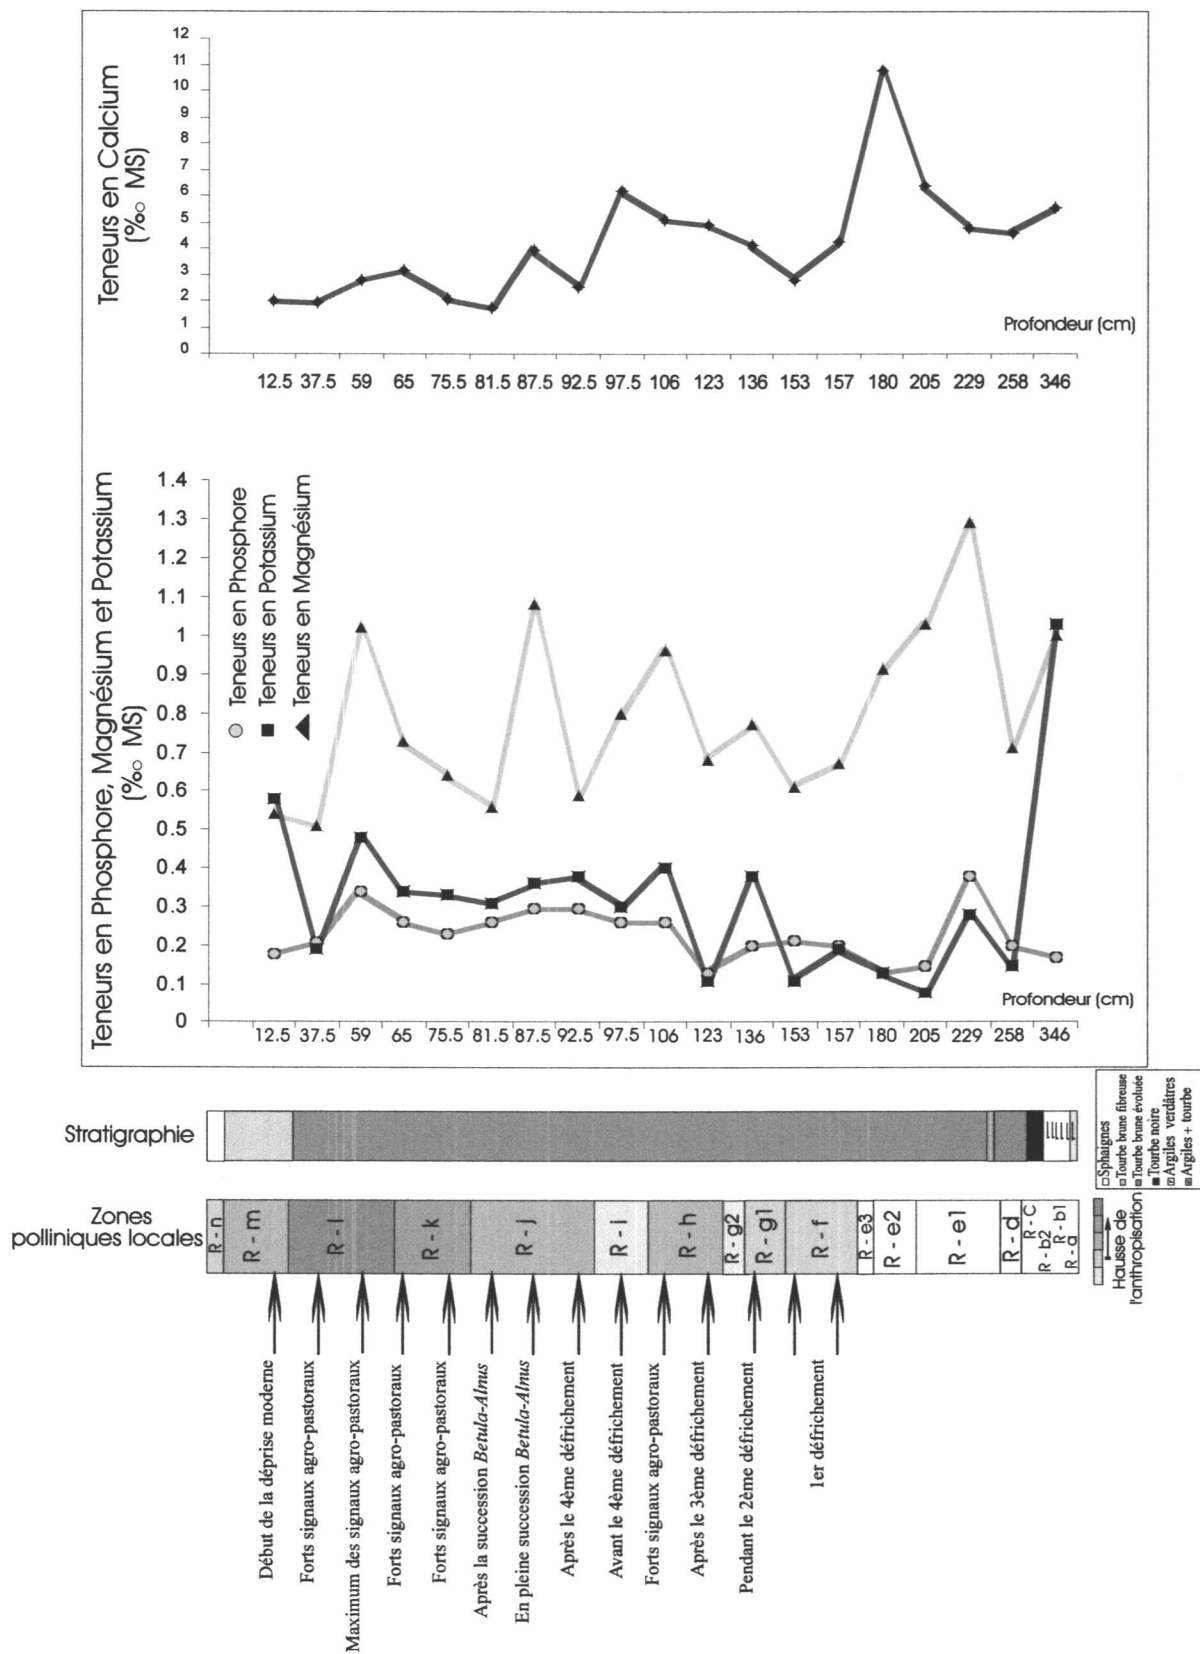 Teneurs en Calcium
(‰ MS)
12
11
10
9
8
7
6
5
4
3
2
1
0
Profondeur (cm)
12.5 37.5 59 65 75.5 81.5 87.5 92.5 97.5 106 123 136 153 157 180 205 229 258 346
Teneurs en Phosphore, Magnésium et Potassium
(‰ MS)
1.4
1.3
1.2
1.1
1
0.9
0.8
0.7
0.6
0.5
0.4
0.3
0.2
0.1
0
Teneurs en Phosphore
Teneurs en Potassium
Teneurs en Magnésium
Profondeur (cm)
12.5 37.5 59 65 75.5 81.5 87.5 92.5 97.5 106 123 136 153 157 180 205 229 258 346
Stratigraphie
Sphaignes
Tourbe brune fibreuse
Tourbe brune évoluée
Tourbe noire
Argiles verdâtres
Argiles + tourbe
Zones
polliniques locales
R - n
R - m
R - l
R - k
R - j
R - i
R - h
R - g2
R - g1
R - f
R - e3
R - e2
R - e1
R - d
R - C
R - b2
R - b1
R - a
Hausse de
l'anthropisation
Début de la déprise moderne
Forts signaux agro-pastoraux
Maximum des signaux agro-pastoraux
Forts signaux agro-pastoraux
Forts signaux agro-pastoraux
Après la succession Betula-Alnus
En pleine succession Betula-Alnus
Après le 4ème défrichement
Avant le 4ème défrichement
Forts signaux agro-pastoraux
Après le 3ème défrichement
Pendant le 2ème défrichement
1er défrichement